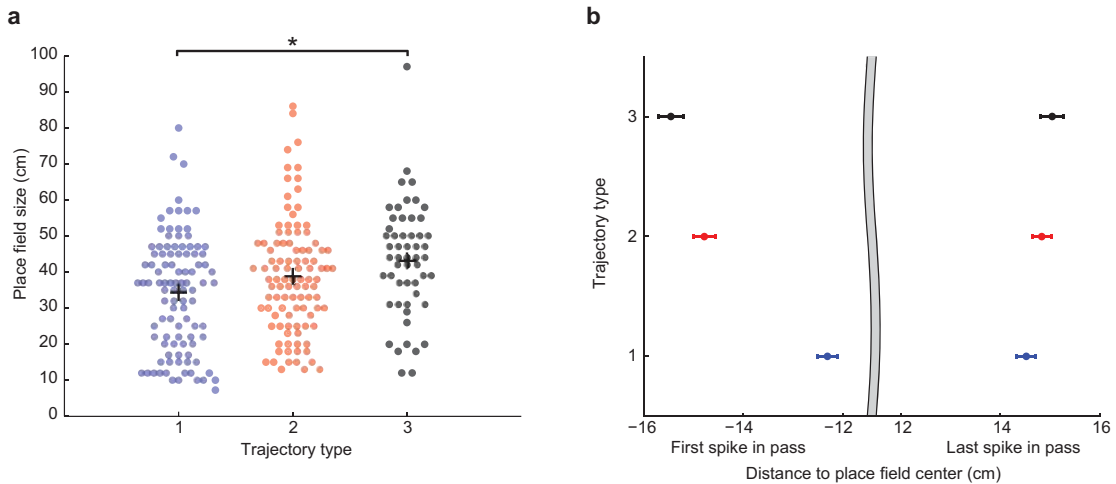 a
*
100
90
80
70
60
50
40
30
20
10
0
Place field size (cm)
1 2 3
Trajectory type
b
3
2
1
Trajectory type
−16 −14 −12 12 14 16
First spike in pass Last spike in pass
Distance to place field center (cm)